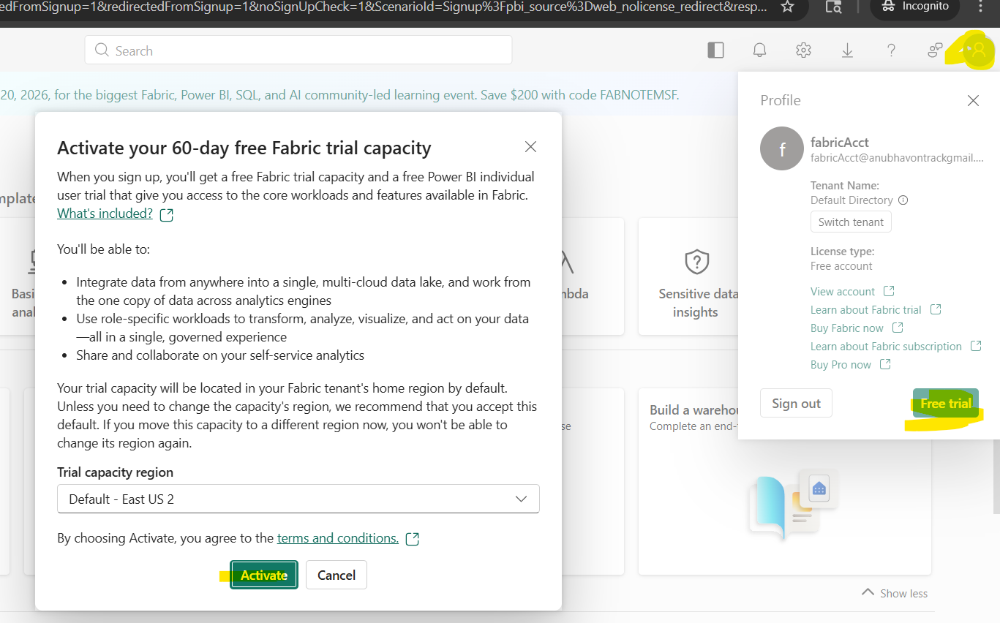 edFromSignup=1&redirectedFromSignup=1&noSignUpCheck=1&ScenarioId=Signup%3Fpbi_source%3Dweb_nolicense_redirect&resp...
Incognito
Search
20, 2026, for the biggest Fabric, Power BI, SQL, and AI community-led learning event. Save $200 with code FABNOTEMSF.
Activate your 60-day free Fabric trial capacity
When you sign up, you'll get a free Fabric trial capacity and a free Power BI individual
user trial that give you access to the core workloads and features available in Fabric.
What's included?
You'll be able to:
• Integrate data from anywhere into a single, multi-cloud data lake, and work from
the one copy of data across analytics engines
• Use role-specific workloads to transform, analyze, visualize, and act on your data
—all in a single, governed experience
• Share and collaborate on your self-service analytics
Your trial capacity will be located in your Fabric tenant's home region by default.
Unless you need to change the capacity's region, we recommend that you accept this
default. If you move this capacity to a different region now, you won't be able to
change its region again.
Trial capacity region
Default - East US 2
By choosing Activate, you agree to the terms and conditions.
Activate
Cancel
mplate
Basi
anal
nbda
Sensitive data
insights
se
Build a wareho
Complete an end-
Show less
Profile
f
fabricAcct
fabricAcct@anubhavontrackgmail....
Tenant Name:
Default Directory
Switch tenant
License type:
Free account
View account
Learn about Fabric trial
Buy Fabric now
Learn about Fabric subscription
Buy Pro now
Sign out
Free trial